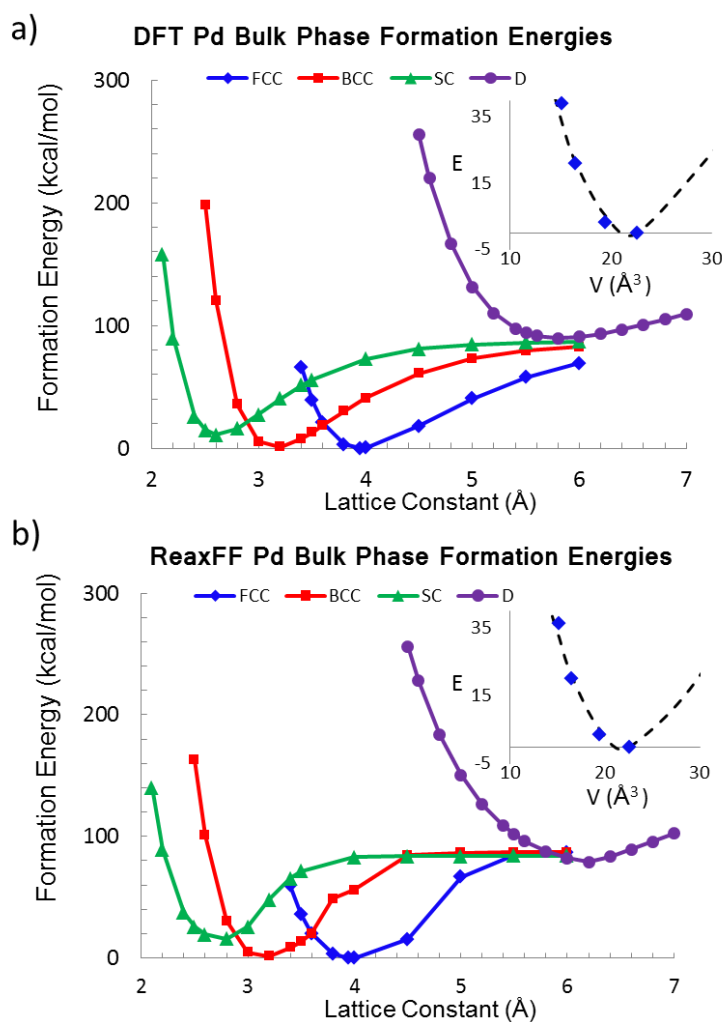 a)
DFT Pd Bulk Phase Formation Energies
Formation Energy (kcal/mol)
300
200
100
0
FCC BCC SC D
E
35
15
-5
10 20 30
V (Å³)
2 3 4 5 6 7
Lattice Constant (Å)
b)
ReaxFF Pd Bulk Phase Formation Energies
Formation Energy (kcal/mol)
300
200
100
0
FCC BCC SC D
E
35
15
-5
10 20 30
V (Å³)
2 3 4 5 6 7
Lattice Constant (Å)